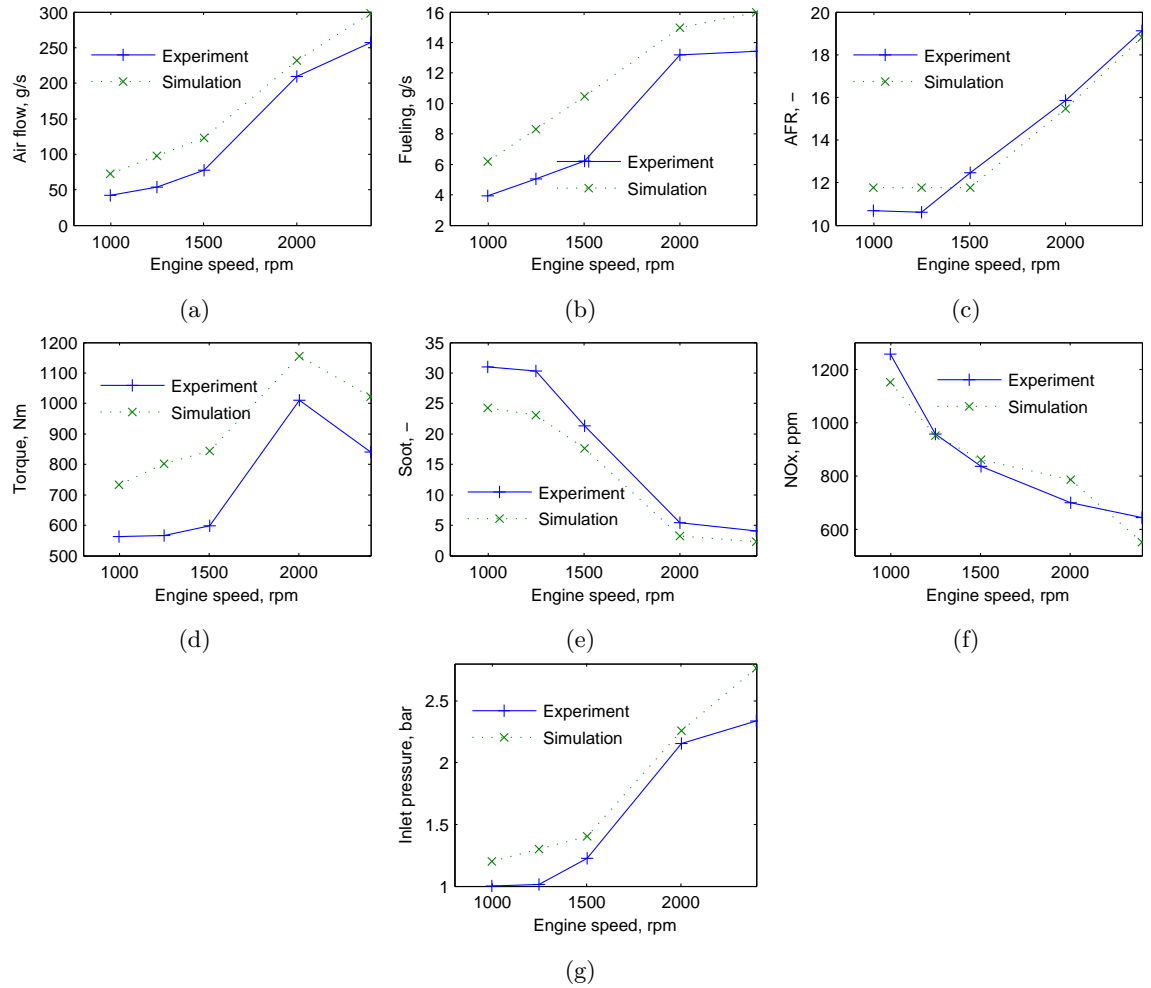 300
250
200
150
100
50
0
Air flow, g/s
Experiment
Simulation
1000 1500 2000
Engine speed, rpm
(a)
16
14
12
10
8
6
4
2
Fueling, g/s
Experiment
Simulation
1000 1500 2000
Engine speed, rpm
(b)
20
18
16
14
12
10
AFR, –
Experiment
Simulation
1000 1500 2000
Engine speed, rpm
(c)
1200
1100
1000
900
800
700
600
500
Torque, Nm
Experiment
Simulation
1000 1500 2000
Engine speed, rpm
(d)
35
30
25
20
15
10
5
0
Soot, –
Experiment
Simulation
1000 1500 2000
Engine speed, rpm
(e)
1200
1000
800
600
NOx, ppm
Experiment
Simulation
1000 1500 2000
Engine speed, rpm
(f)
2.5
2
1.5
1
Inlet pressure, bar
Experiment
Simulation
1000 1500 2000
Engine speed, rpm
(g)